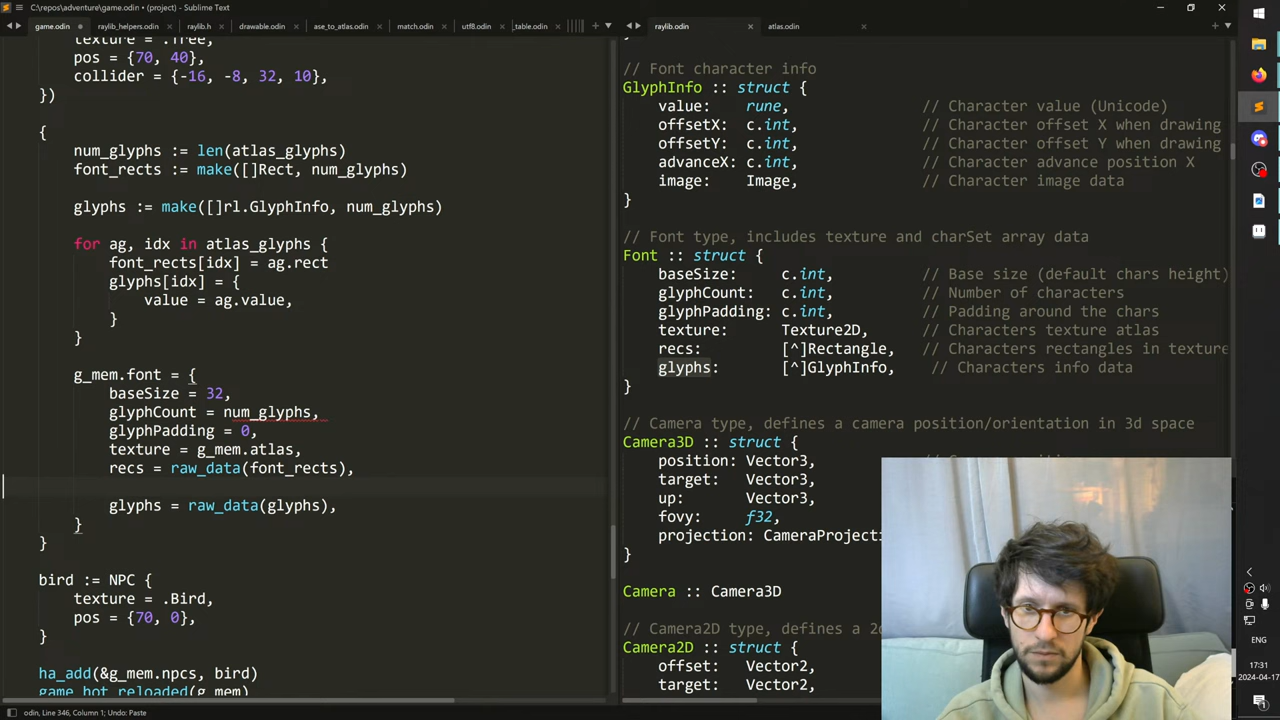 C:\repos\adventure\game.odin • - Sublime Text
game.odin
raylib_helpers.odin
raylib.h
drawable.odin
ase_to_atlas.odin
match.odin
utf8.odin
_table.odin
raylib.odin
atlas.odin
texture = .Tree,
pos = {70, 40},
collider = {-16, -8, 32, 10},
})
{
num_glyphs := len(atlas_glyphs)
font_rects := make([]Rect, num_glyphs)
glyphs := make([]rl.GlyphInfo, num_glyphs)
for ag, idx in atlas_glyphs {
font_rects[idx] = ag.rect
glyphs[idx] = {
value = ag.value,
}
}
g_mem.font = {
baseSize = 32,
glyphCount = num_glyphs,
glyphPadding = 0,
texture = g_mem.atlas,
recs = raw_data(font_rects),
glyphs = raw_data(glyphs),
}
}
bird := NPC {
texture = .Bird,
pos = {70, 0},
}
ha_add(&g_mem.npcs, bird)
game_hot_reloaded(g_mem)
// Font character info
GlyphInfo :: struct {
value: rune, // Character value (Unicode)
offsetX: c.int, // Character offset X when drawing
offsetY: c.int, // Character offset Y when drawing
advanceX: c.int, // Character advance position X
image: Image, // Character image data
}
// Font type, includes texture and charSet array data
Font :: struct {
baseSize: c.int, // Base size (default chars height)
glyphCount: c.int, // Number of characters
glyphPadding: c.int, // Padding around the chars
texture: Texture2D, // Characters texture atlas
recs: [^]Rectangle, // Characters rectangles in texture
glyphs: [^]GlyphInfo, // Characters info data
}
// Camera type, defines a camera position/orientation in 3d space
Camera3D :: struct {
position: Vector3,
target: Vector3,
up: Vector3,
fovy: f32,
projection: CameraProjecti
}
Camera :: Camera3D
// Camera2D type, defines a 2d
Camera2D :: struct {
offset: Vector2,
target: Vector2,
odin, Line 346, Column 1; Undo: Paste
17:31
2024-04-17